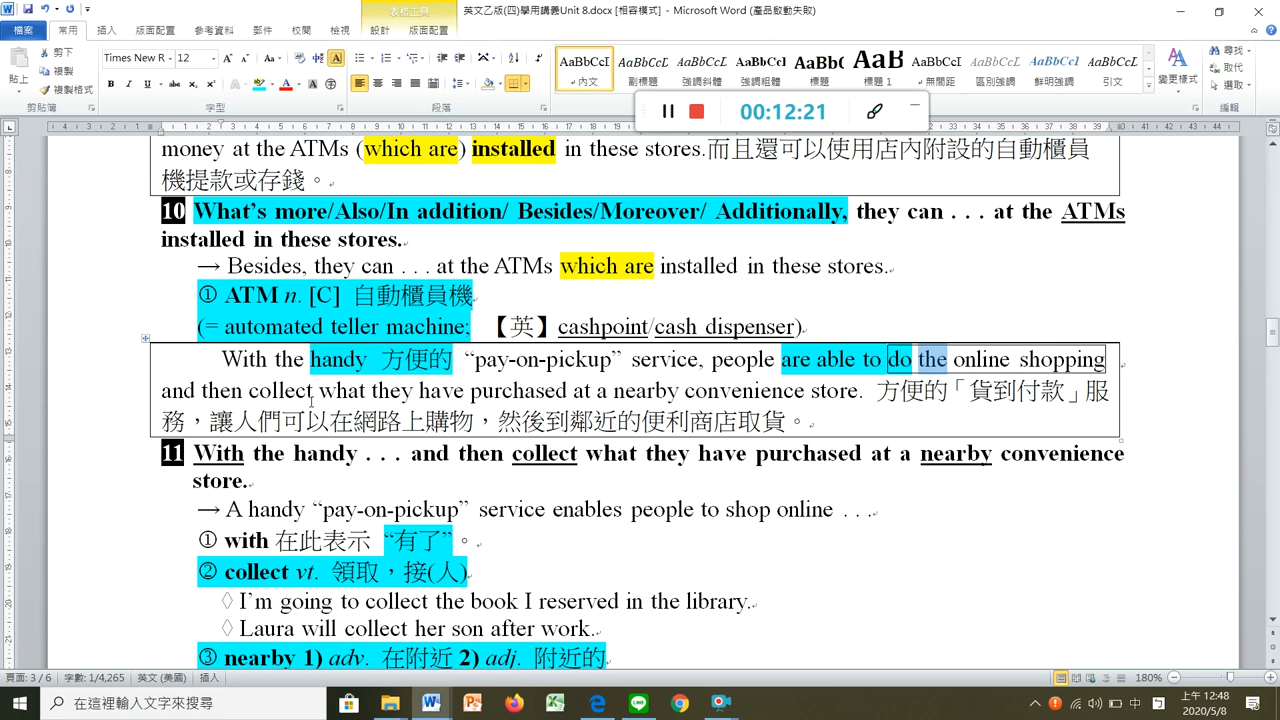 英文乙版(四)學用講義Unit 8.docx [相容模式] - Microsoft Word (產品啟動失敗)
表格工具
檔案 常用 插入 版面配置 參考資料 郵件 校閱 檢視 設計 版面配置
貼上 剪下 複製 複製格式 剪貼簿
Times New R 12 字型
段落
AaBbCcI 內文 AaBbCcL 副標題 AaBbCcL 強調斜體 AaBbCcl 強調粗體 AaBb( 標題 AaB 標題 1 AaBbCcI 無間距 AaBbCcL 區別強調 AaBbCcL 鮮明強調 AaBbCcL 引文
變更樣式
尋找 取代 選取 編輯
00:12:21
money at the ATMs (which are) installed in these stores.而且還可以使用店內附設的自動櫃員
機提款或存錢。
10 What's more/Also/In addition/ Besides/Moreover/ Additionally, they can . . . at the ATMs
installed in these stores.
→ Besides, they can . . . at the ATMs which are installed in these stores.
① ATM n. [C] 自動櫃員機
(= automated teller machine; 【英】cashpoint/cash dispenser)
With the handy 方便的 “pay-on-pickup” service, people are able to do the online shopping
and then collect what they have purchased at a nearby convenience store. 方便的「貨到付款」服
務，讓人們可以在網路上購物，然後到鄰近的便利商店取貨。
11 With the handy . . . and then collect what they have purchased at a nearby convenience
store.
→ A handy “pay-on-pickup” service enables people to shop online . . .
① with 在此表示 “有了”。
② collect vt. 領取，接(人)
◊ I'm going to collect the book I reserved in the library.
◊ Laura will collect her son after work.
③ nearby 1) adv. 在附近 2) adj. 附近的
頁面: 3 / 6 字數: 1/4,265 英文 (美國) 插入 180%
在這裡輸入文字來搜尋
中
上午 12:48
2020/5/8